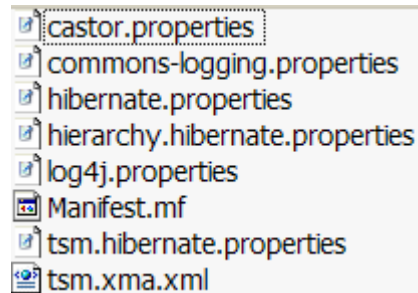 castor.properties
commons-logging.properties
hibernate.properties
hierarchy.hibernate.properties
log4j.properties
Manifest.mf
tsm.hibernate.properties
tsm.xma.xml